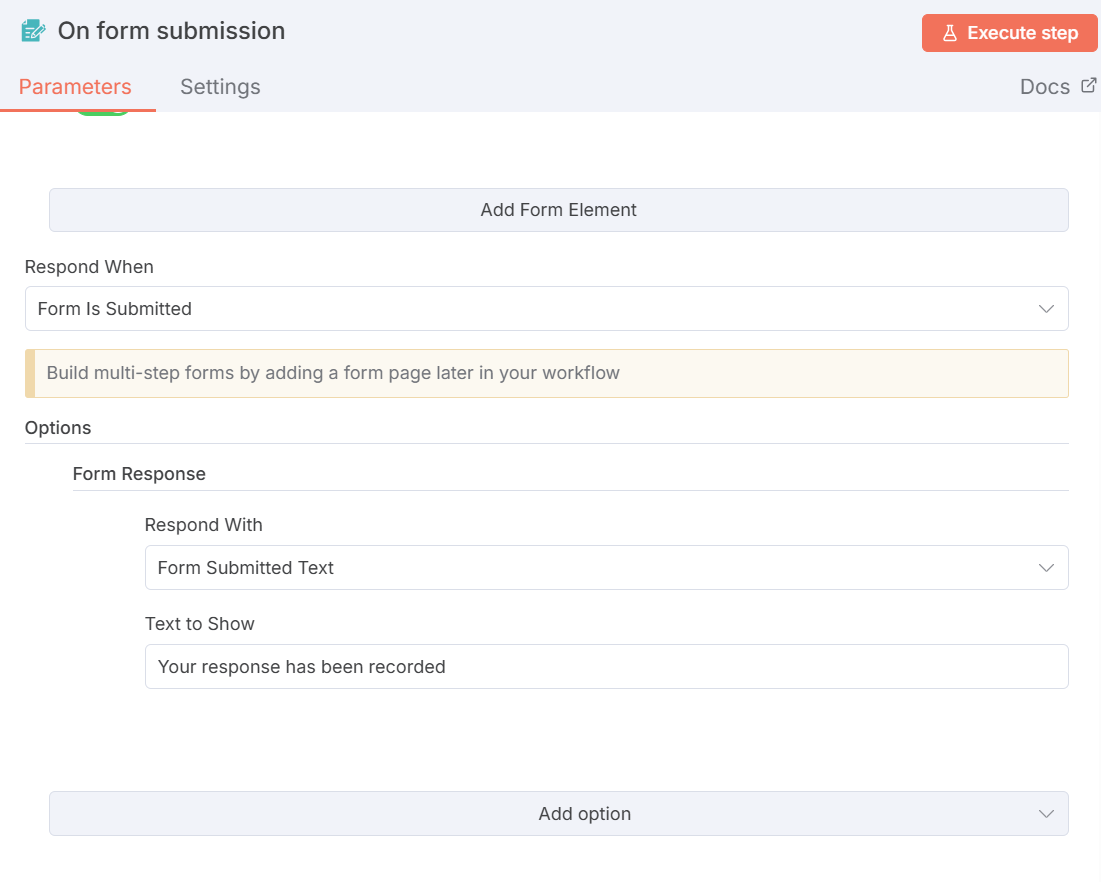 On form submission
Execute step
Parameters
Settings
Docs
Add Form Element
Respond When
Form Is Submitted
Build multi-step forms by adding a form page later in your workflow
Options
Form Response
Respond With
Form Submitted Text
Text to Show
Your response has been recorded
Add option